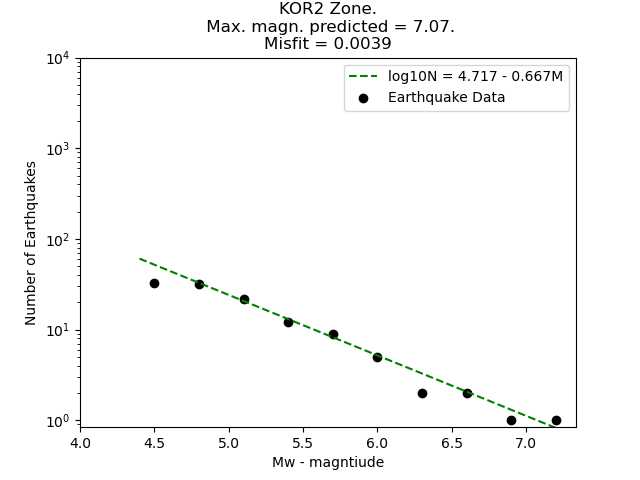 KOR2 Zone.
Max. magn. predicted = 7.07.
Misfit = 0.0039
10^4
10^3
10^2
10^1
10^0
Number of Earthquakes
log10N = 4.717 - 0.667M
Earthquake Data
4.0 4.5 5.0 5.5 6.0 6.5 7.0
Mw - magntiude